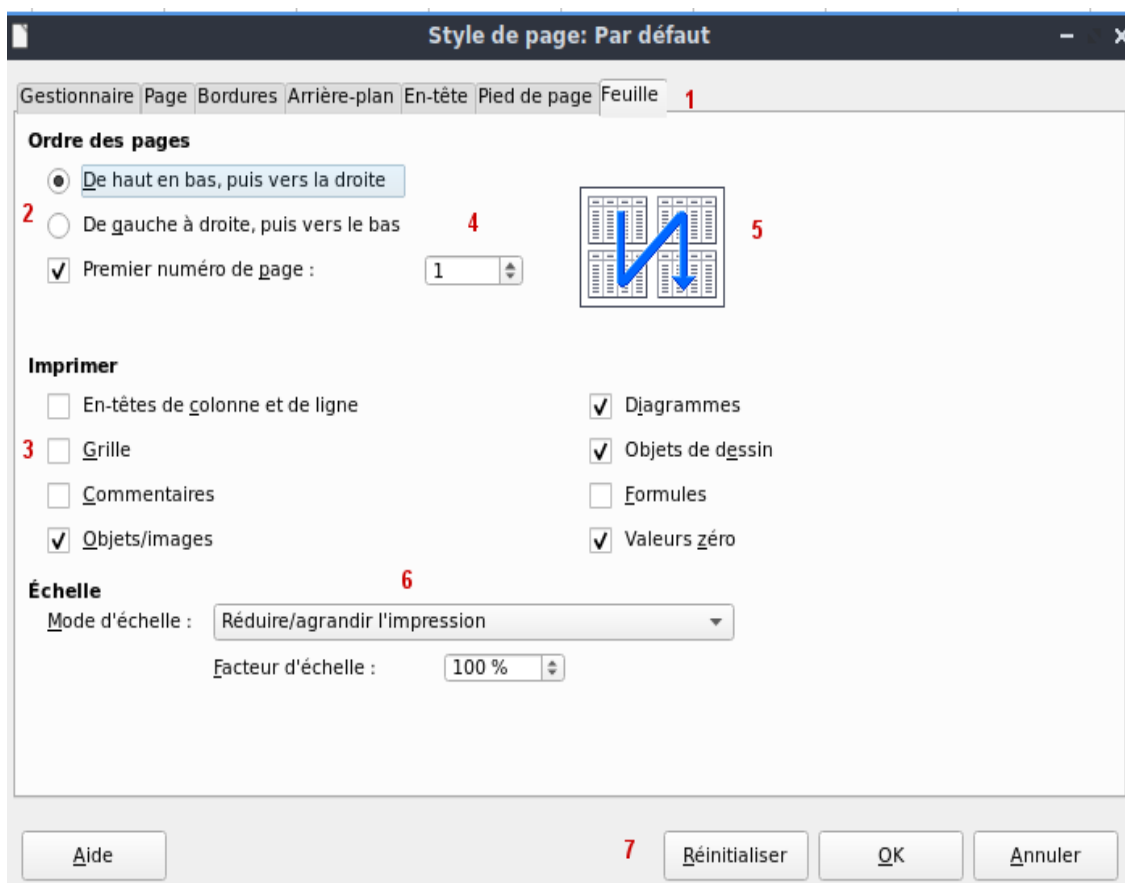 Style de page: Par défaut
Gestionnaire Page Bordures Arrière-plan En-tête Pied de page Feuille 1
Ordre des pages
De haut en bas, puis vers la droite
2 De gauche à droite, puis vers le bas 4 5
Premier numéro de page : 1
Imprimer
En-têtes de colonne et de ligne Diagrammes
3 Grille Objets de dessin
Commentaires Formules
Objets/images Valeurs zéro
6
Échelle
Mode d'échelle : Réduire/agrandir l'impression
Facteur d'échelle : 100 %
Aide 7 Réinitialiser OK Annuler